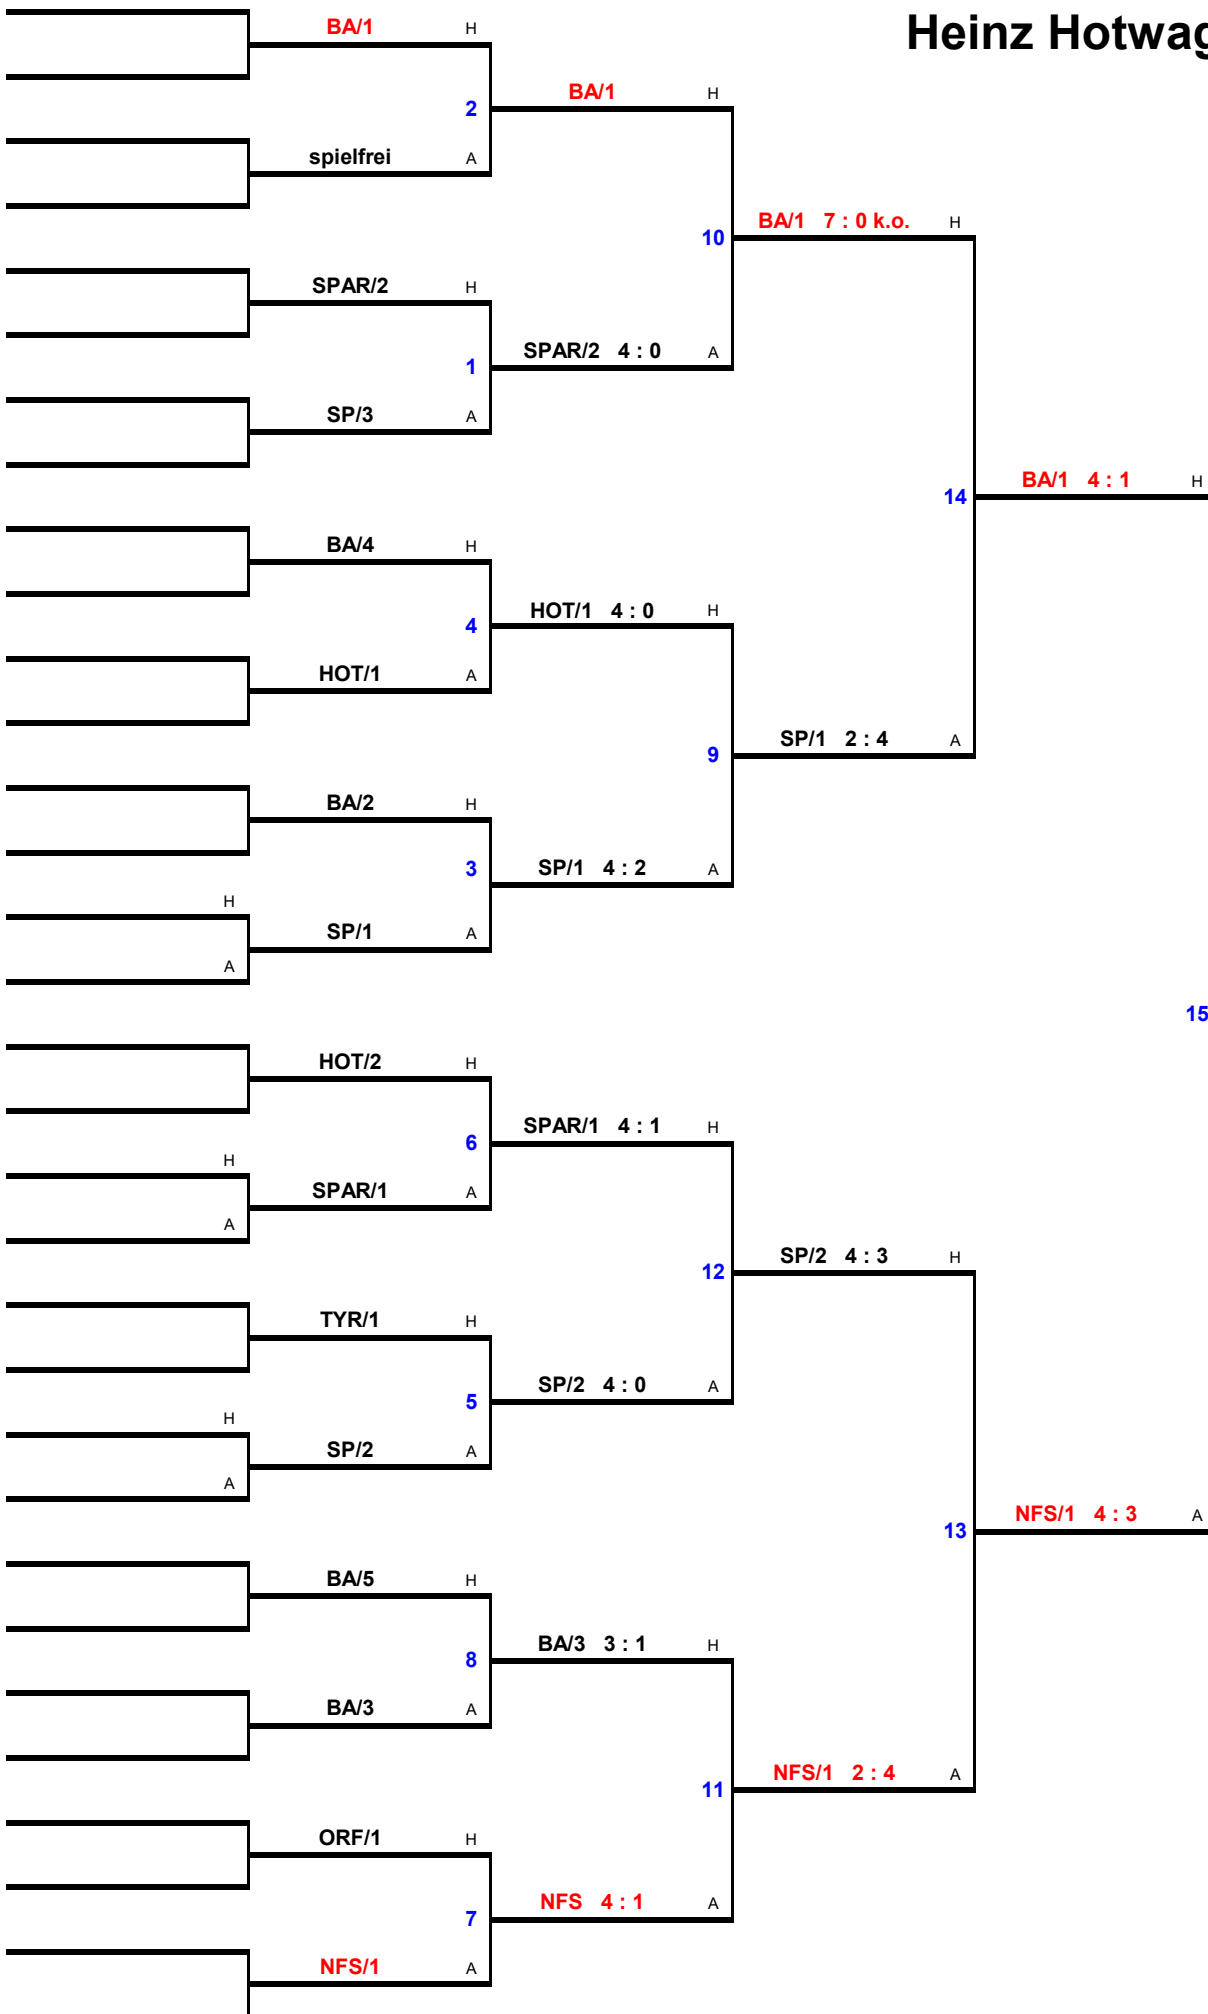 Heinz Hotwag
BA/1 H
BA/1 H
2
spielfrei A
BA/1 7 : 0 k.o. H
10
SPAR/2 H
SPAR/2 4 : 0 A
1
SP/3 A
BA/1 4 : 1 H
14
BA/4 H
HOT/1 4 : 0 H
4
HOT/1 A
SP/1 2 : 4 A
9
BA/2 H
SP/1 4 : 2 A
3
H
SP/1 A
A
15
HOT/2 H
SPAR/1 4 : 1 H
6
H
SPAR/1 A
A
SP/2 4 : 3 H
12
TYR/1 H
SP/2 4 : 0 A
5
H
SP/2 A
A
NFS/1 4 : 3 A
13
BA/5 H
BA/3 3 : 1 H
8
BA/3 A
NFS/1 2 : 4 A
11
ORF/1 H
NFS 4 : 1 A
7
NFS/1 A